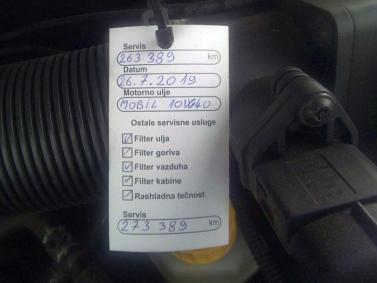 Servis
263 389 km
Datum
26.7.2019
Motorno ulje
MOBIL 10W40
Ostale servisne usluge
Filter ulja
Filter goriva
Filter vazduha
Filter kabine
Rashladna tečnost
Servis
273 389 km